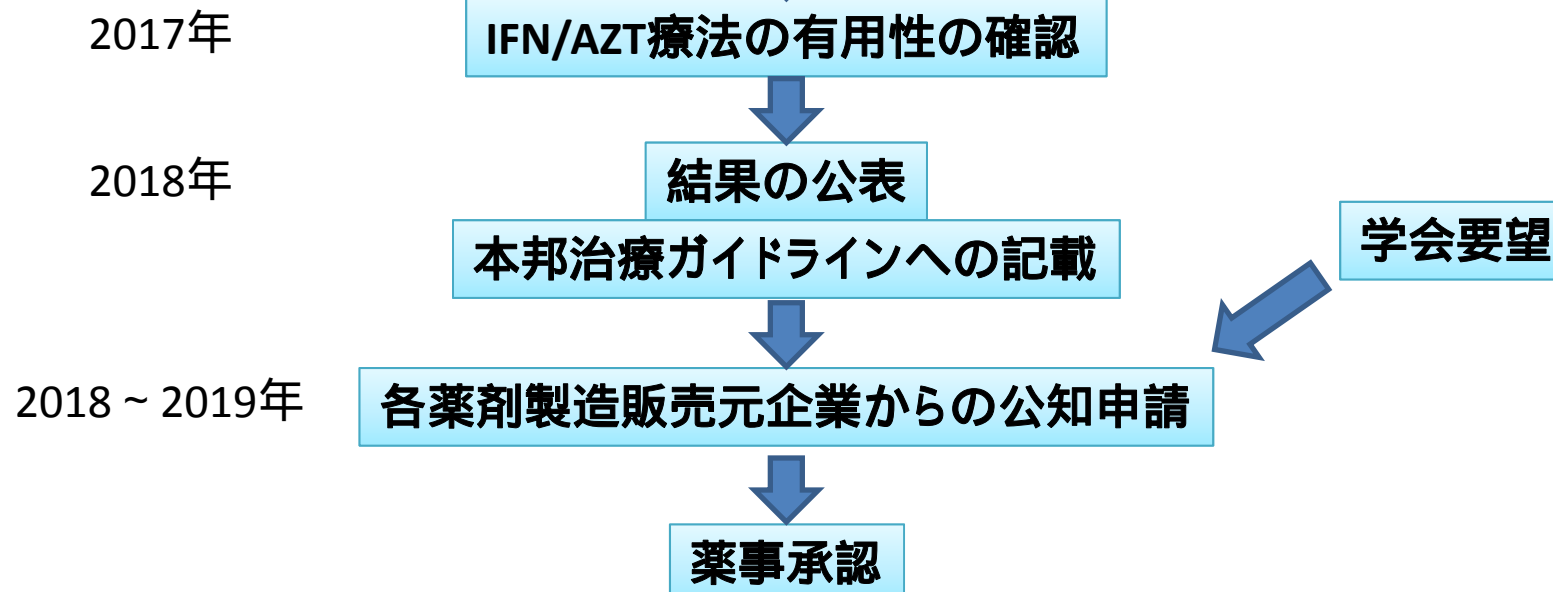 2017年
IFN/AZT療法の有用性の確認
2018年
結果の公表
本邦治療ガイドラインへの記載
学会要望
2018 ~ 2019年
各薬剤製造販売元企業からの公知申請
薬事承認